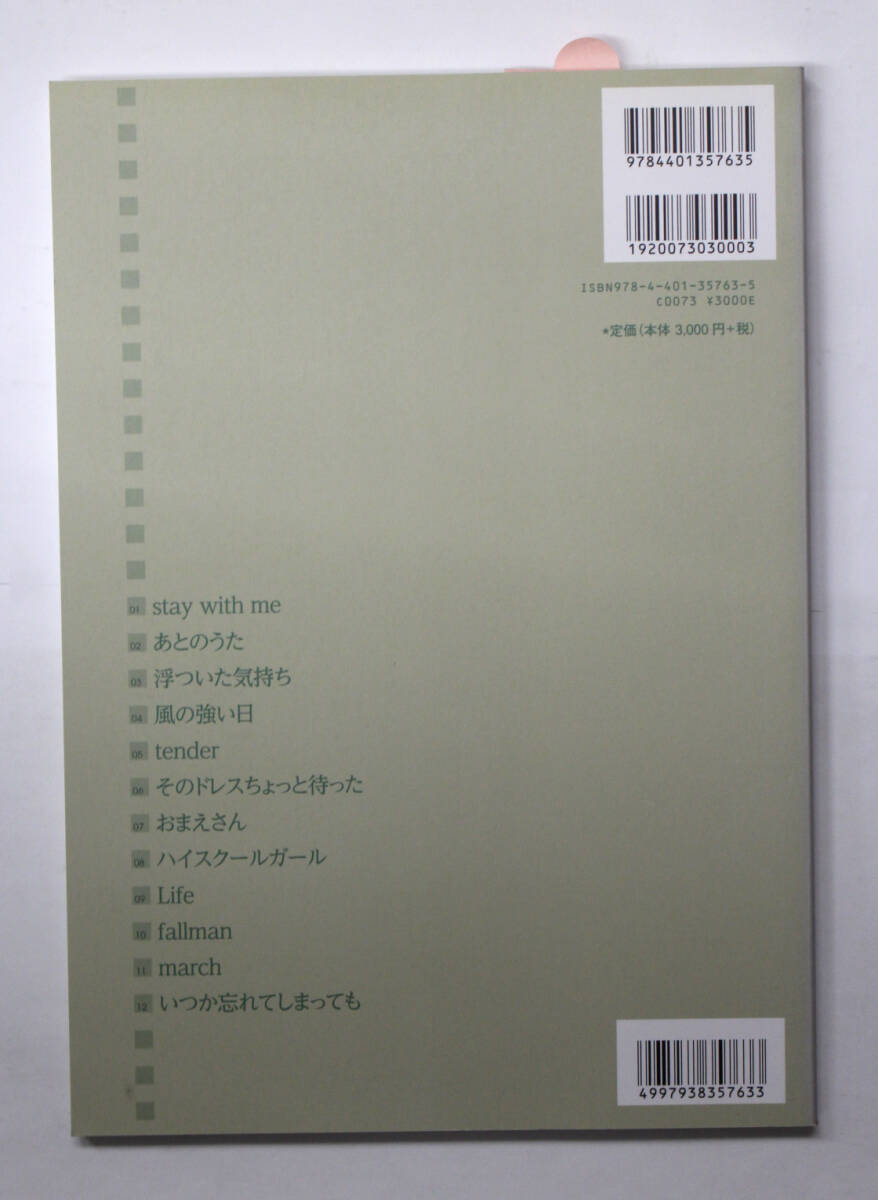 9784401357635
1920073030003
ISBN978-4-401-35763-5
C0073 ¥3000E
*定価(本体 3,000 円+税)
01 stay with me
02 あとのうた
03 浮ついた気持ち
04 風の強い日
05 tender
06 そのドレスちょっと待った
07 おまえさん
08 ハイスクールガール
09 Life
10 fallman
11 march
12 いつか忘れてしまっても
4997938357633